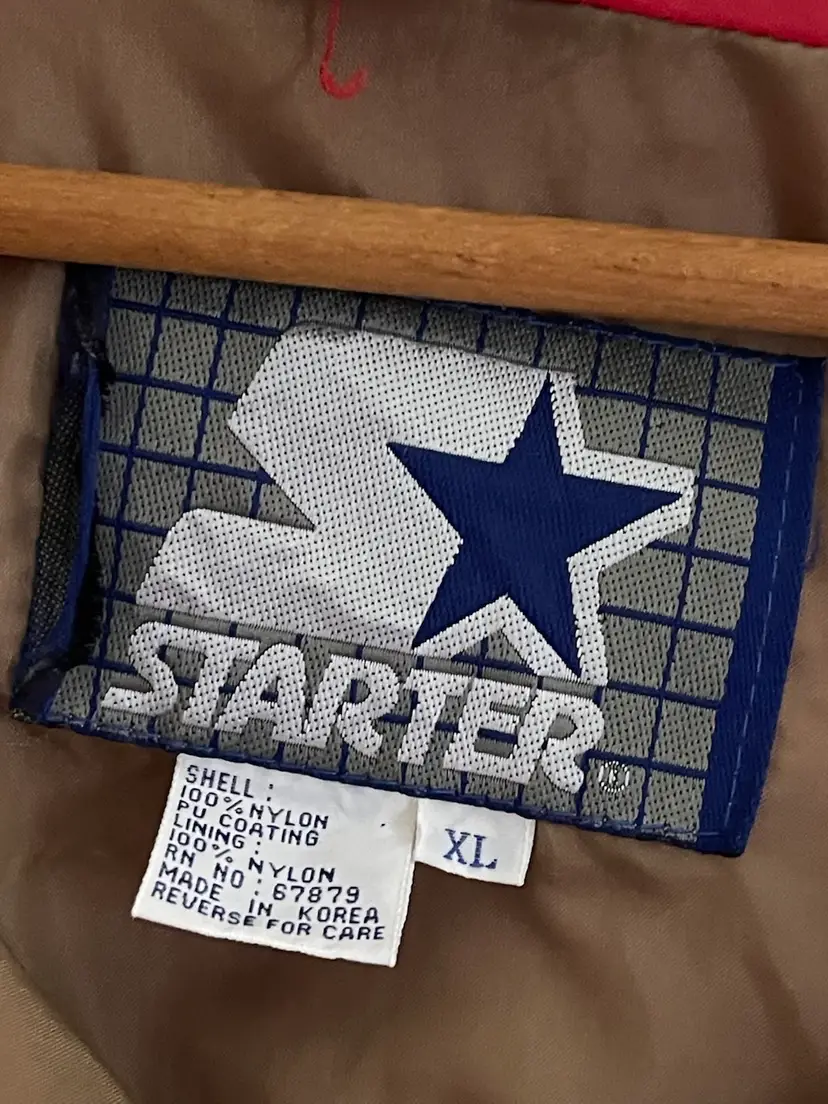 STARTER®
SHELL :
100% NYLON
PU COATING
LINING :
100% NYLON
RN NO : 67879
MADE IN KOREA
REVERSE FOR CARE
XL